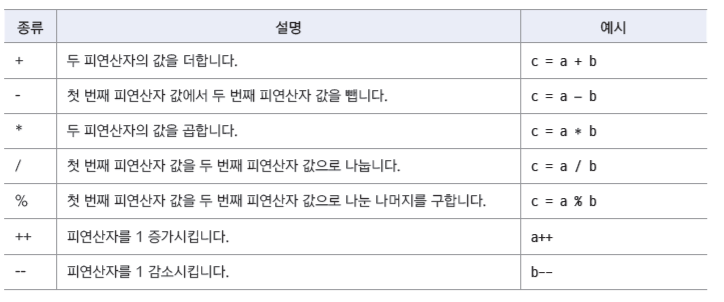 종류 설명 예시
+ 두 피연산자의 값을 더합니다. c = a + b
- 첫 번째 피연산자 값에서 두 번째 피연산자 값을 뺍니다. c = a – b
* 두 피연산자의 값을 곱합니다. c = a * b
/ 첫 번째 피연산자 값을 두 번째 피연산자 값으로 나눕니다. c = a / b
% 첫 번째 피연산자 값을 두 번째 피연산자 값으로 나눈 나머지를 구합니다. c = a % b
++ 피연산자를 1 증가시킵니다. a++
-- 피연산자를 1 감소시킵니다. b--